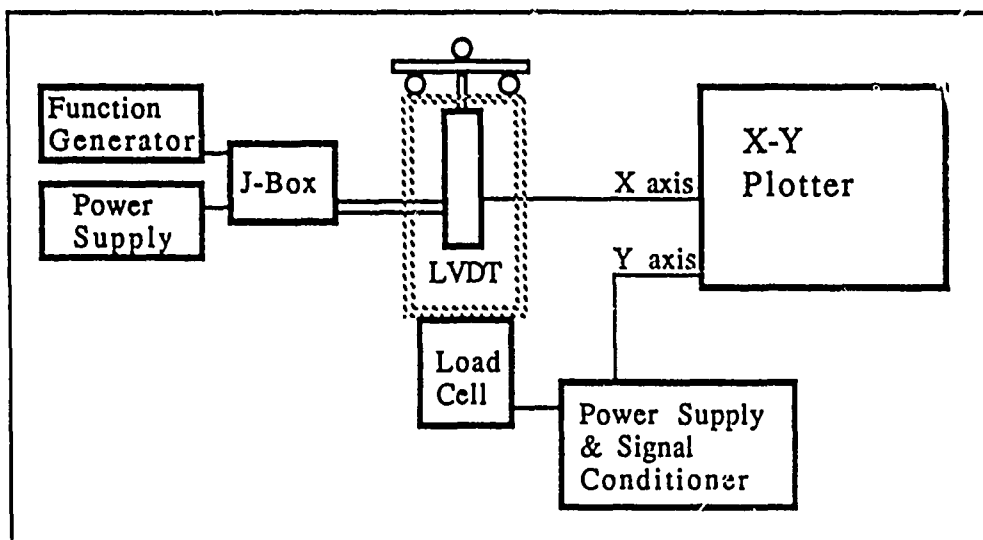 Function
Generator
Power
Supply
J-Box
LVDT
Load
Cell
X axis
Y axis
X-Y
Plotter
Power Supply
& Signal
Conditioner